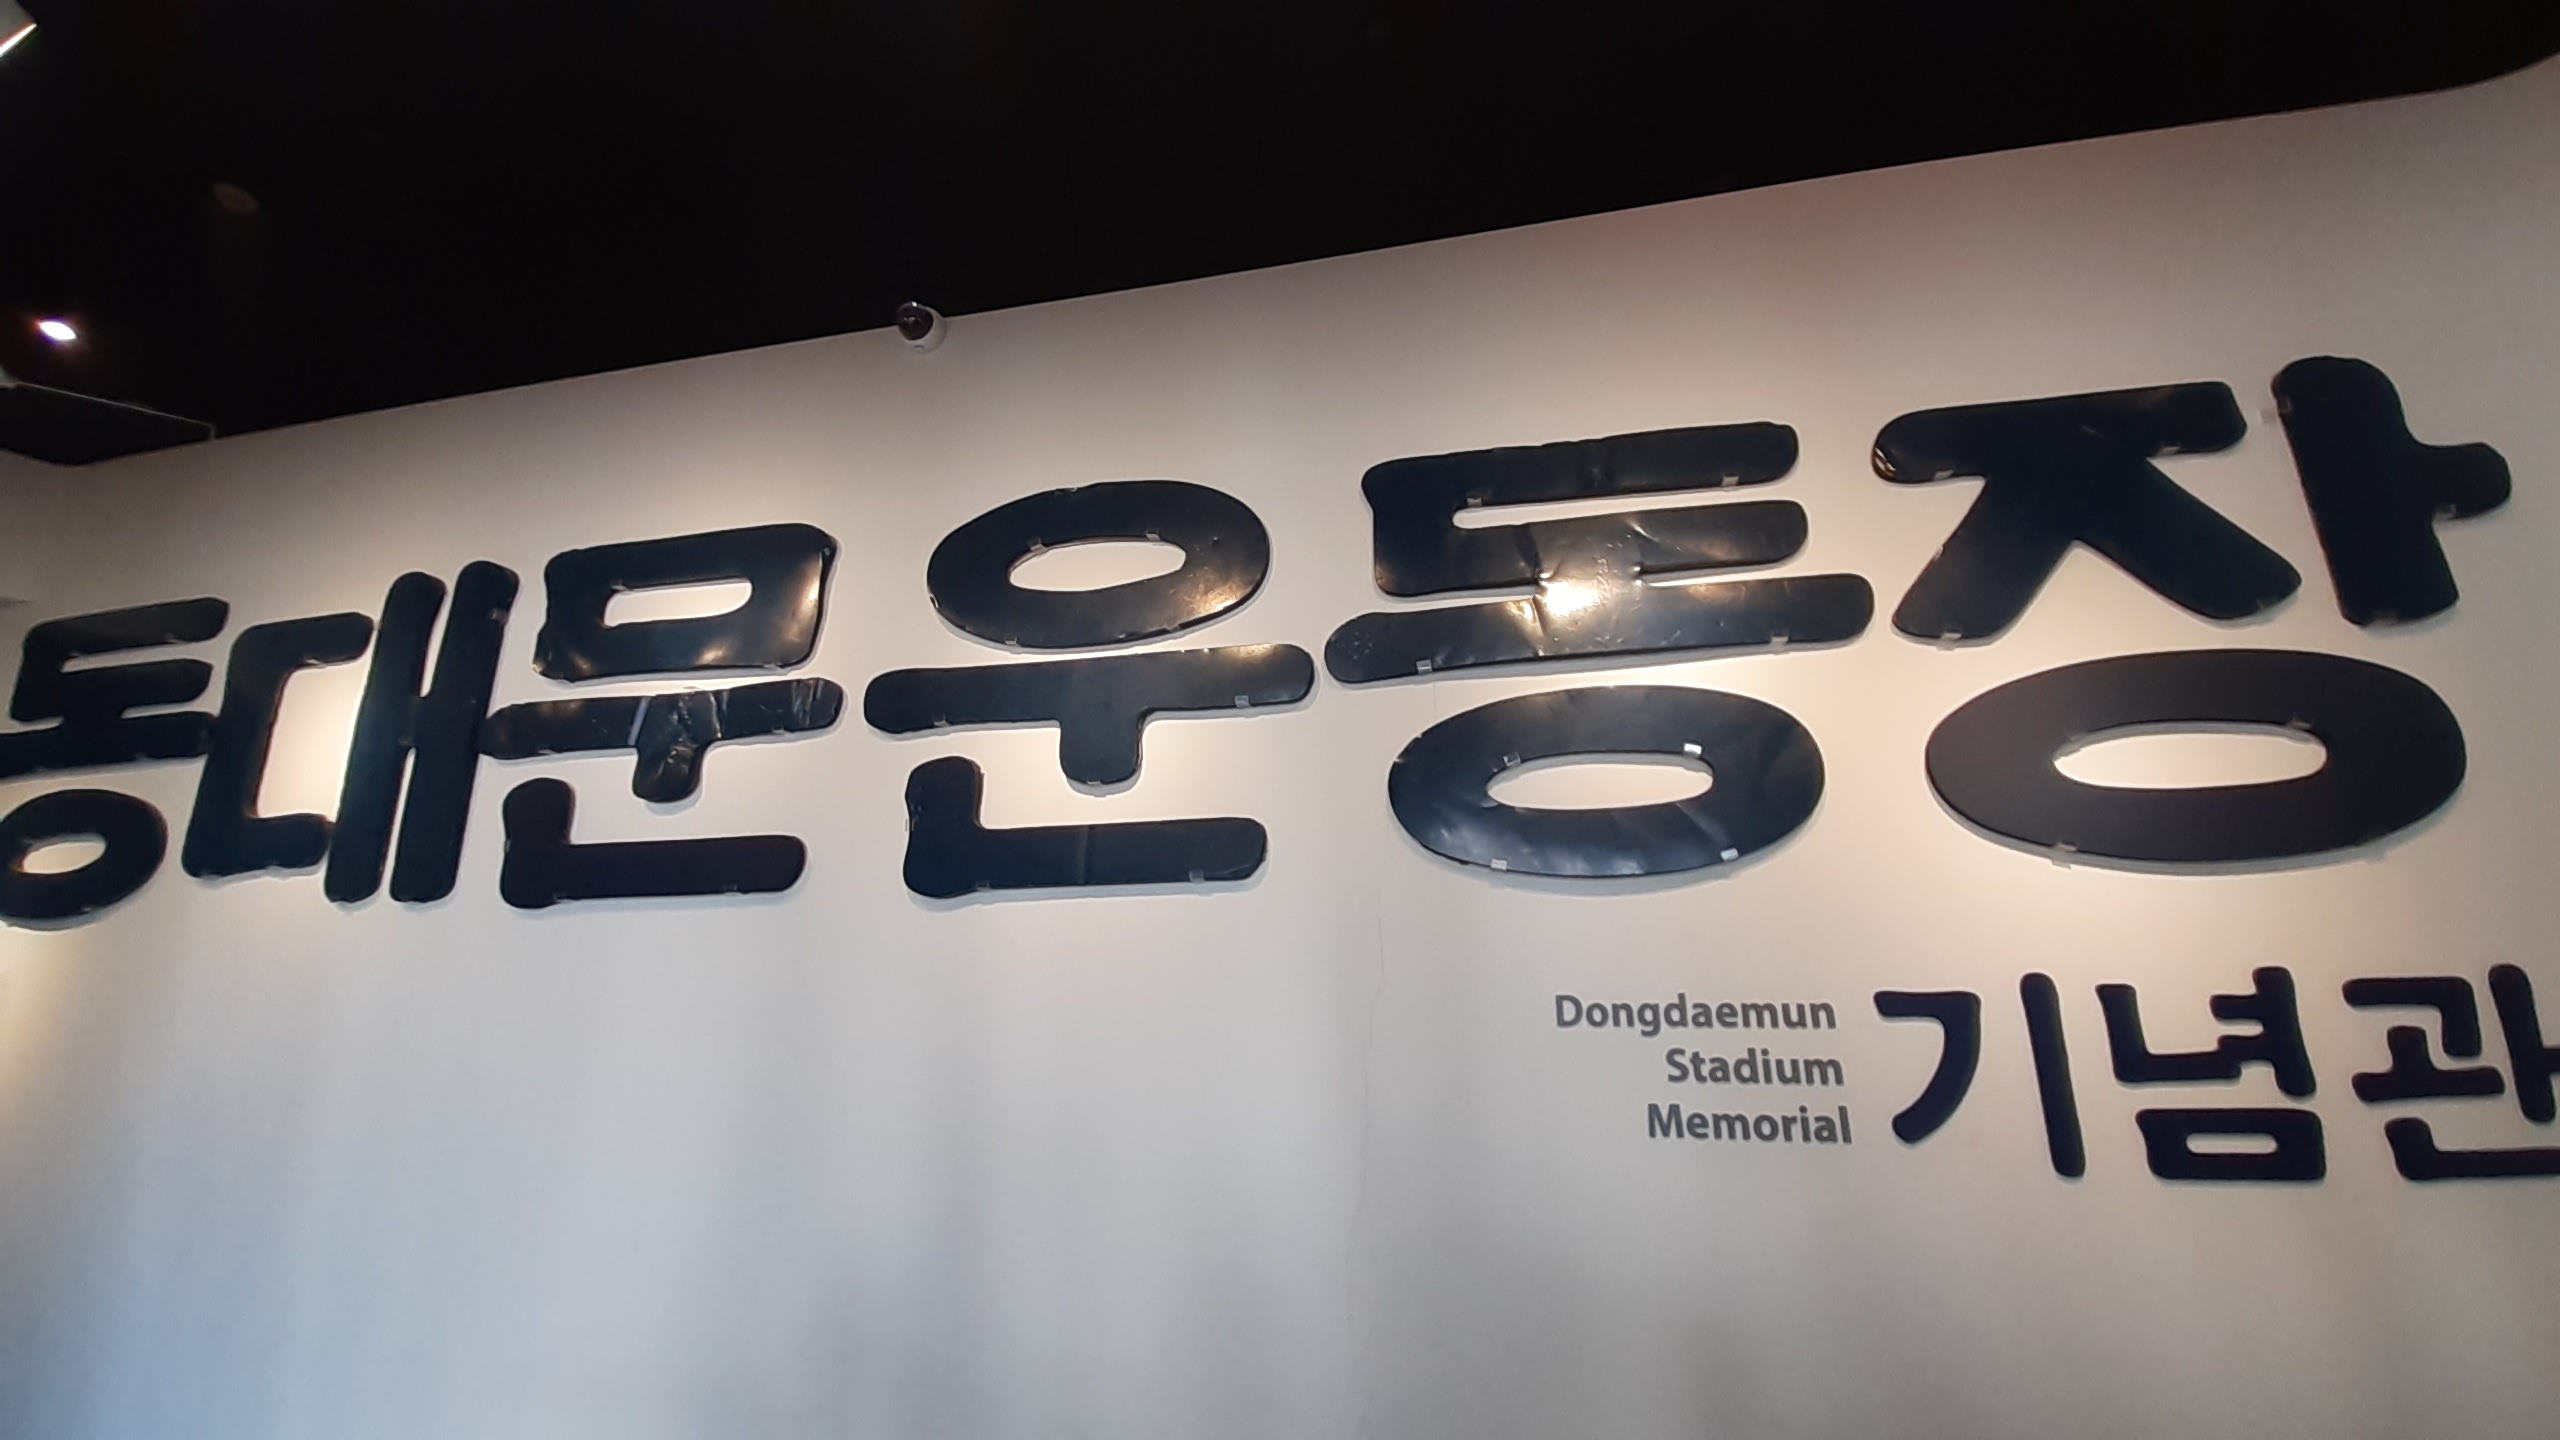 동대문운동장
Dongdaemun
Stadium
Memorial
기념관